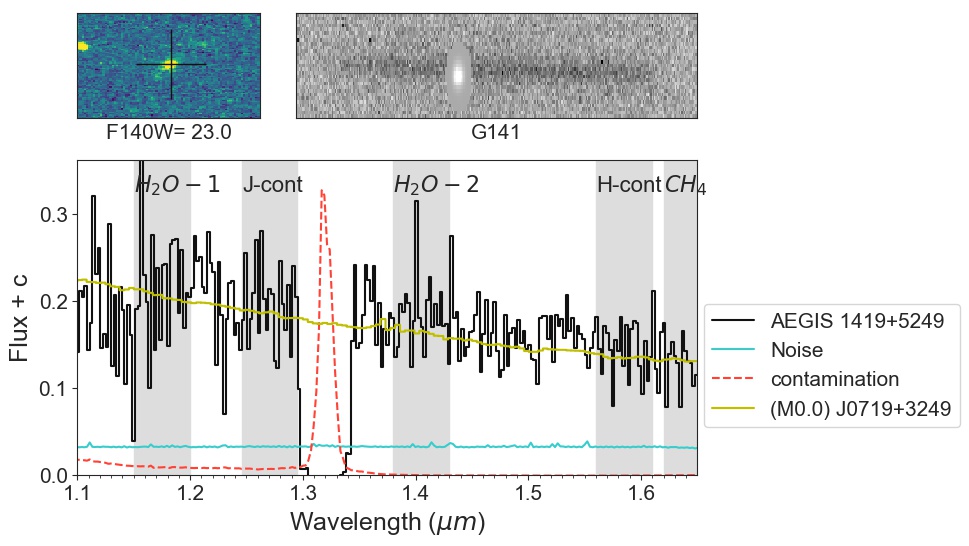 F140W= 23.0
G141
H₂O − 1
J-cont
H₂O − 2
H-cont
CH₄
0.3
0.2
0.1
0.0
Flux + c
1.1
1.2
1.3
1.4
1.5
1.6
Wavelength (μm)
AEGIS 1419+5249
Noise
contamination
(M0.0) J0719+3249